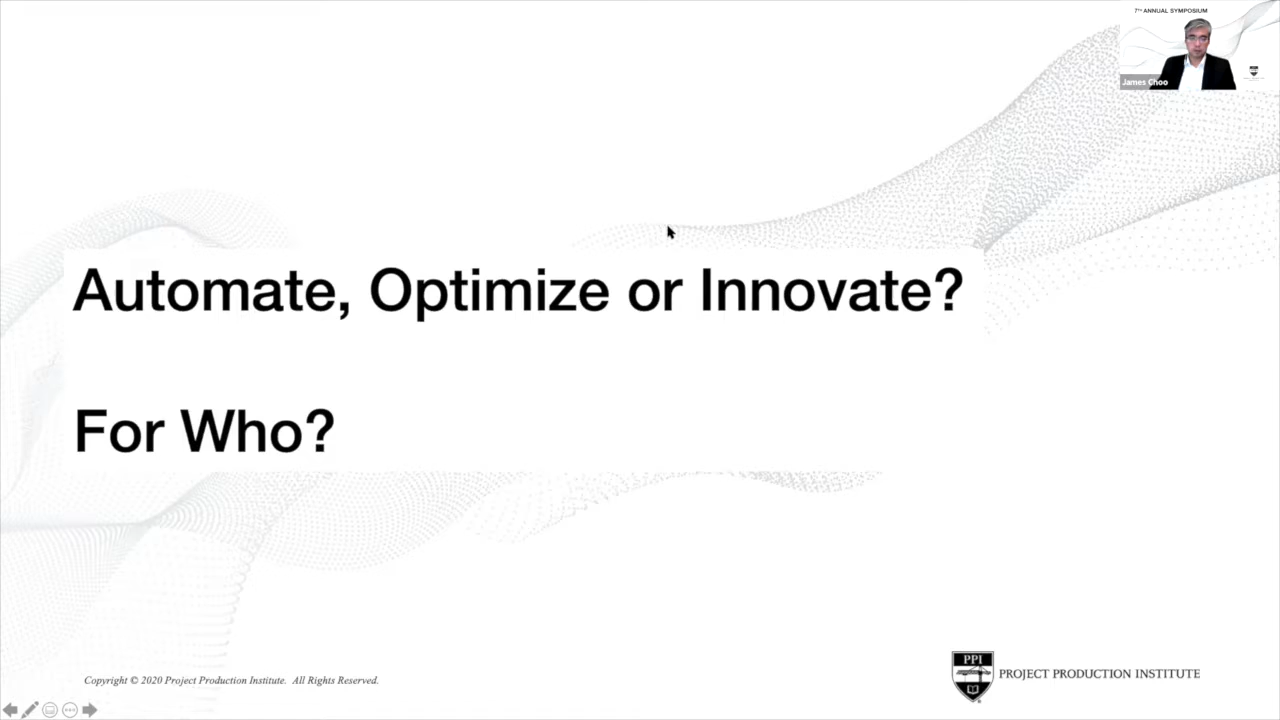 7TH ANNUAL SYMPOSIUM
James Choo
Automate, Optimize or Innovate?
For Who?
Copyright © 2020 Project Production Institute. All Rights Reserved.
PPI
PROJECT PRODUCTION INSTITUTE